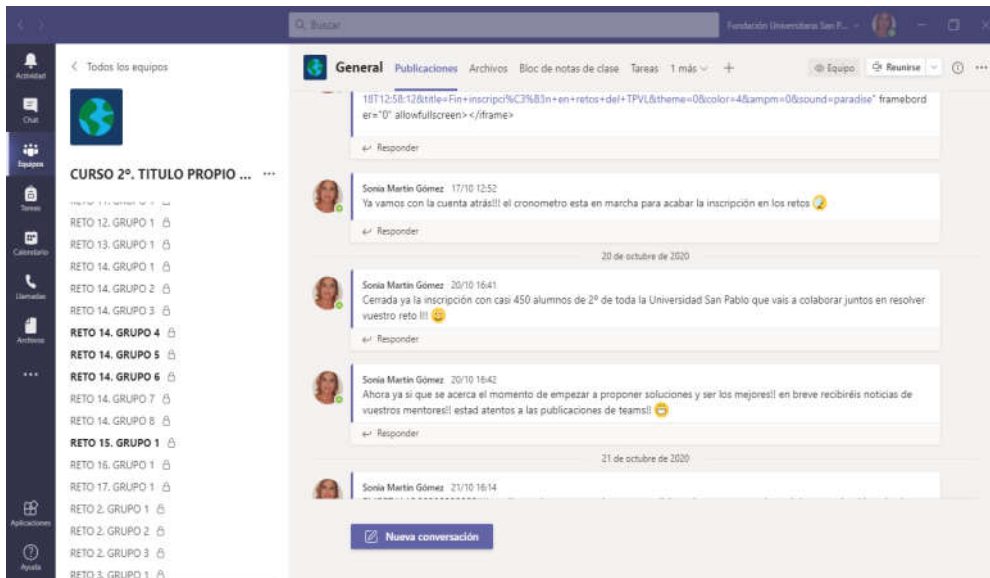 Buscar
Fundación Universitaria San P...
Actividad
Chat
Equipos
Tareas
Calendario
Llamadas
Archivos
Aplicaciones
Ayuda
Todos los equipos
CURSO 2º. TITULO PROPIO ...
RETO 12. GRUPO 1
RETO 13. GRUPO 1
RETO 14. GRUPO 1
RETO 14. GRUPO 2
RETO 14. GRUPO 3
RETO 14. GRUPO 4
RETO 14. GRUPO 5
RETO 14. GRUPO 6
RETO 14. GRUPO 7
RETO 14. GRUPO 8
RETO 15. GRUPO 1
RETO 16. GRUPO 1
RETO 17. GRUPO 1
RETO 2. GRUPO 1
RETO 2. GRUPO 2
RETO 2. GRUPO 3
RETO 3. GRUPO 1
General Publicaciones Archivos Bloc de notas de clase Tareas 1 más
Equipo Reunirse
18T12:58:12&title=Fin+inscripci%C3%B3n+en+retos+del+TPVL&theme=0&color=4&ampm=0&sound=paradise" framebord
er="0" allowfullscreen></iframe>
Responder
Sonia Martin Gómez 17/10 12:52
Ya vamos con la cuenta atrás!!! el cronometro esta en marcha para acabar la inscripción en los retos
Responder
20 de octubre de 2020
Sonia Martin Gómez 20/10 16:41
Cerrada ya la inscripción con casi 450 alumnos de 2º de toda la Universidad San Pablo que vais a colaborar juntos en resolver
vuestro reto !!!
Responder
Sonia Martin Gómez 20/10 16:42
Ahora ya si que se acerca el momento de empezar a proponer soluciones y ser los mejores!! en breve recibiréis noticias de
vuestros mentores!! estad atentos a las publicaciones de teams!!
Responder
21 de octubre de 2020
Sonia Martin Gómez 21/10 16:14
Nueva conversación